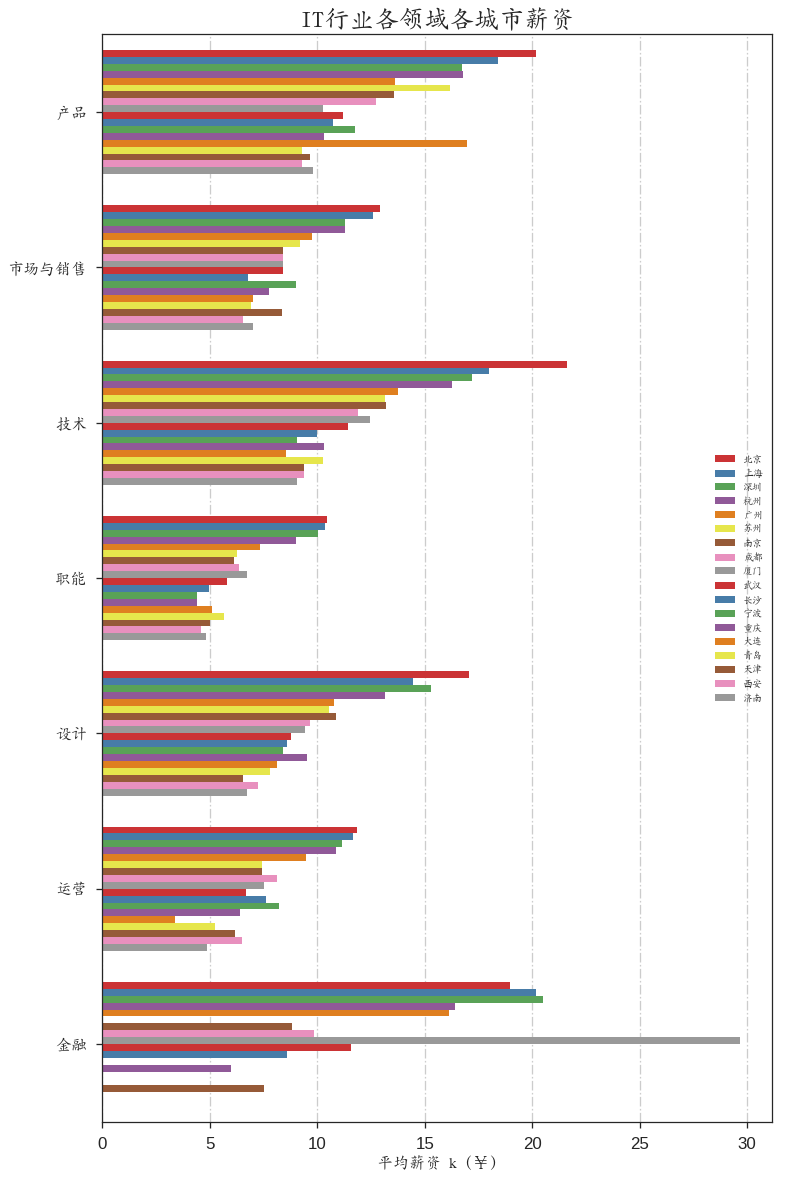 IT行业各领域各城市薪资
产品
市场与销售
技术
职能
设计
运营
金融
北京
上海
深圳
杭州
广州
苏州
南京
成都
厦门
武汉
长沙
宁波
重庆
大连
青岛
天津
西安
济南
0 5 10 15 20 25 30
平均薪资 k (¥)